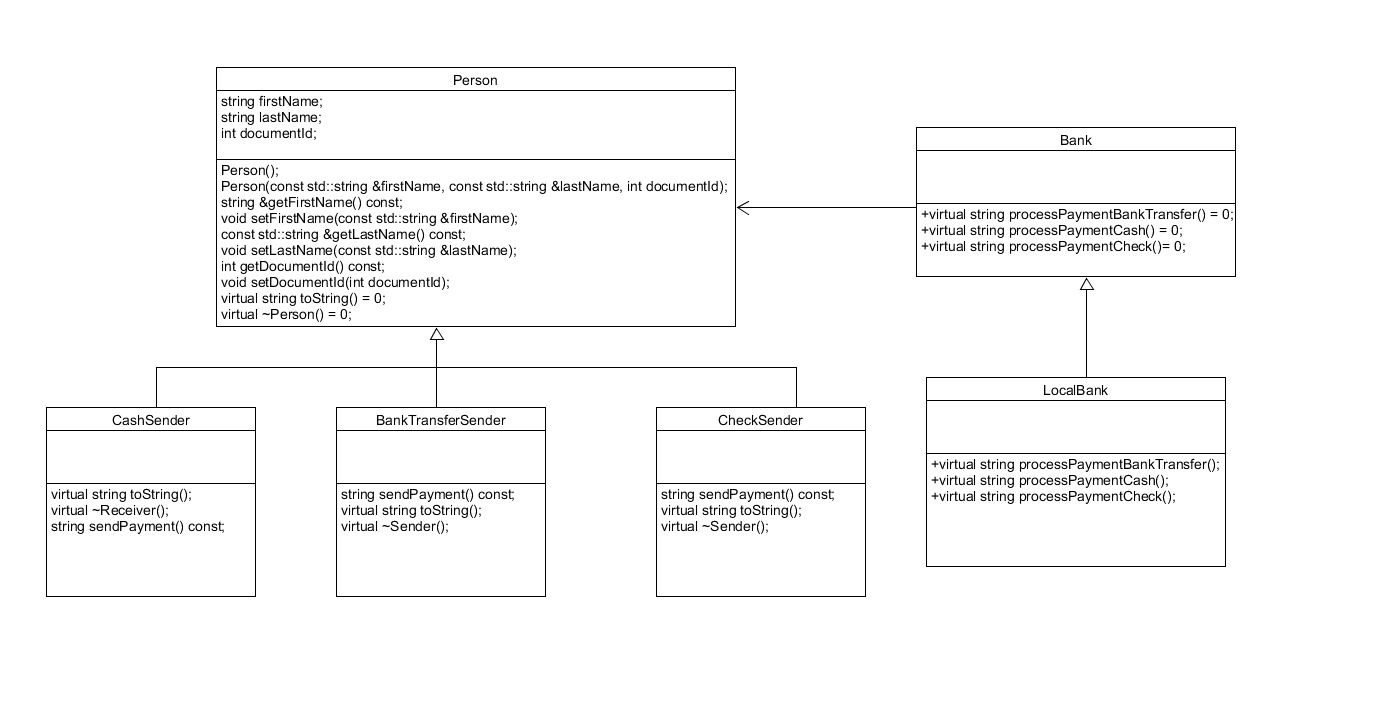 Person
string firstName;
string lastName;
int documentId;
Person();
Person(const std::string &firstName, const std::string &lastName, int documentId);
string &getFirstName() const;
void setFirstName(const std::string &firstName);
const std::string &getLastName() const;
void setLastName(const std::string &lastName);
int getDocumentId() const;
void setDocumentId(int documentId);
virtual string toString() = 0;
virtual ~Person() = 0;
Bank
+virtual string processPaymentBankTransfer() = 0;
+virtual string processPaymentCash() = 0;
+virtual string processPaymentCheck()= 0;
CashSender
virtual string toString();
virtual ~Receiver();
string sendPayment() const;
BankTransferSender
string sendPayment() const;
virtual string toString();
virtual ~Sender();
CheckSender
string sendPayment() const;
virtual string toString();
virtual ~Sender();
LocalBank
+virtual string processPaymentBankTransfer();
+virtual string processPaymentCash();
+virtual string processPaymentCheck();